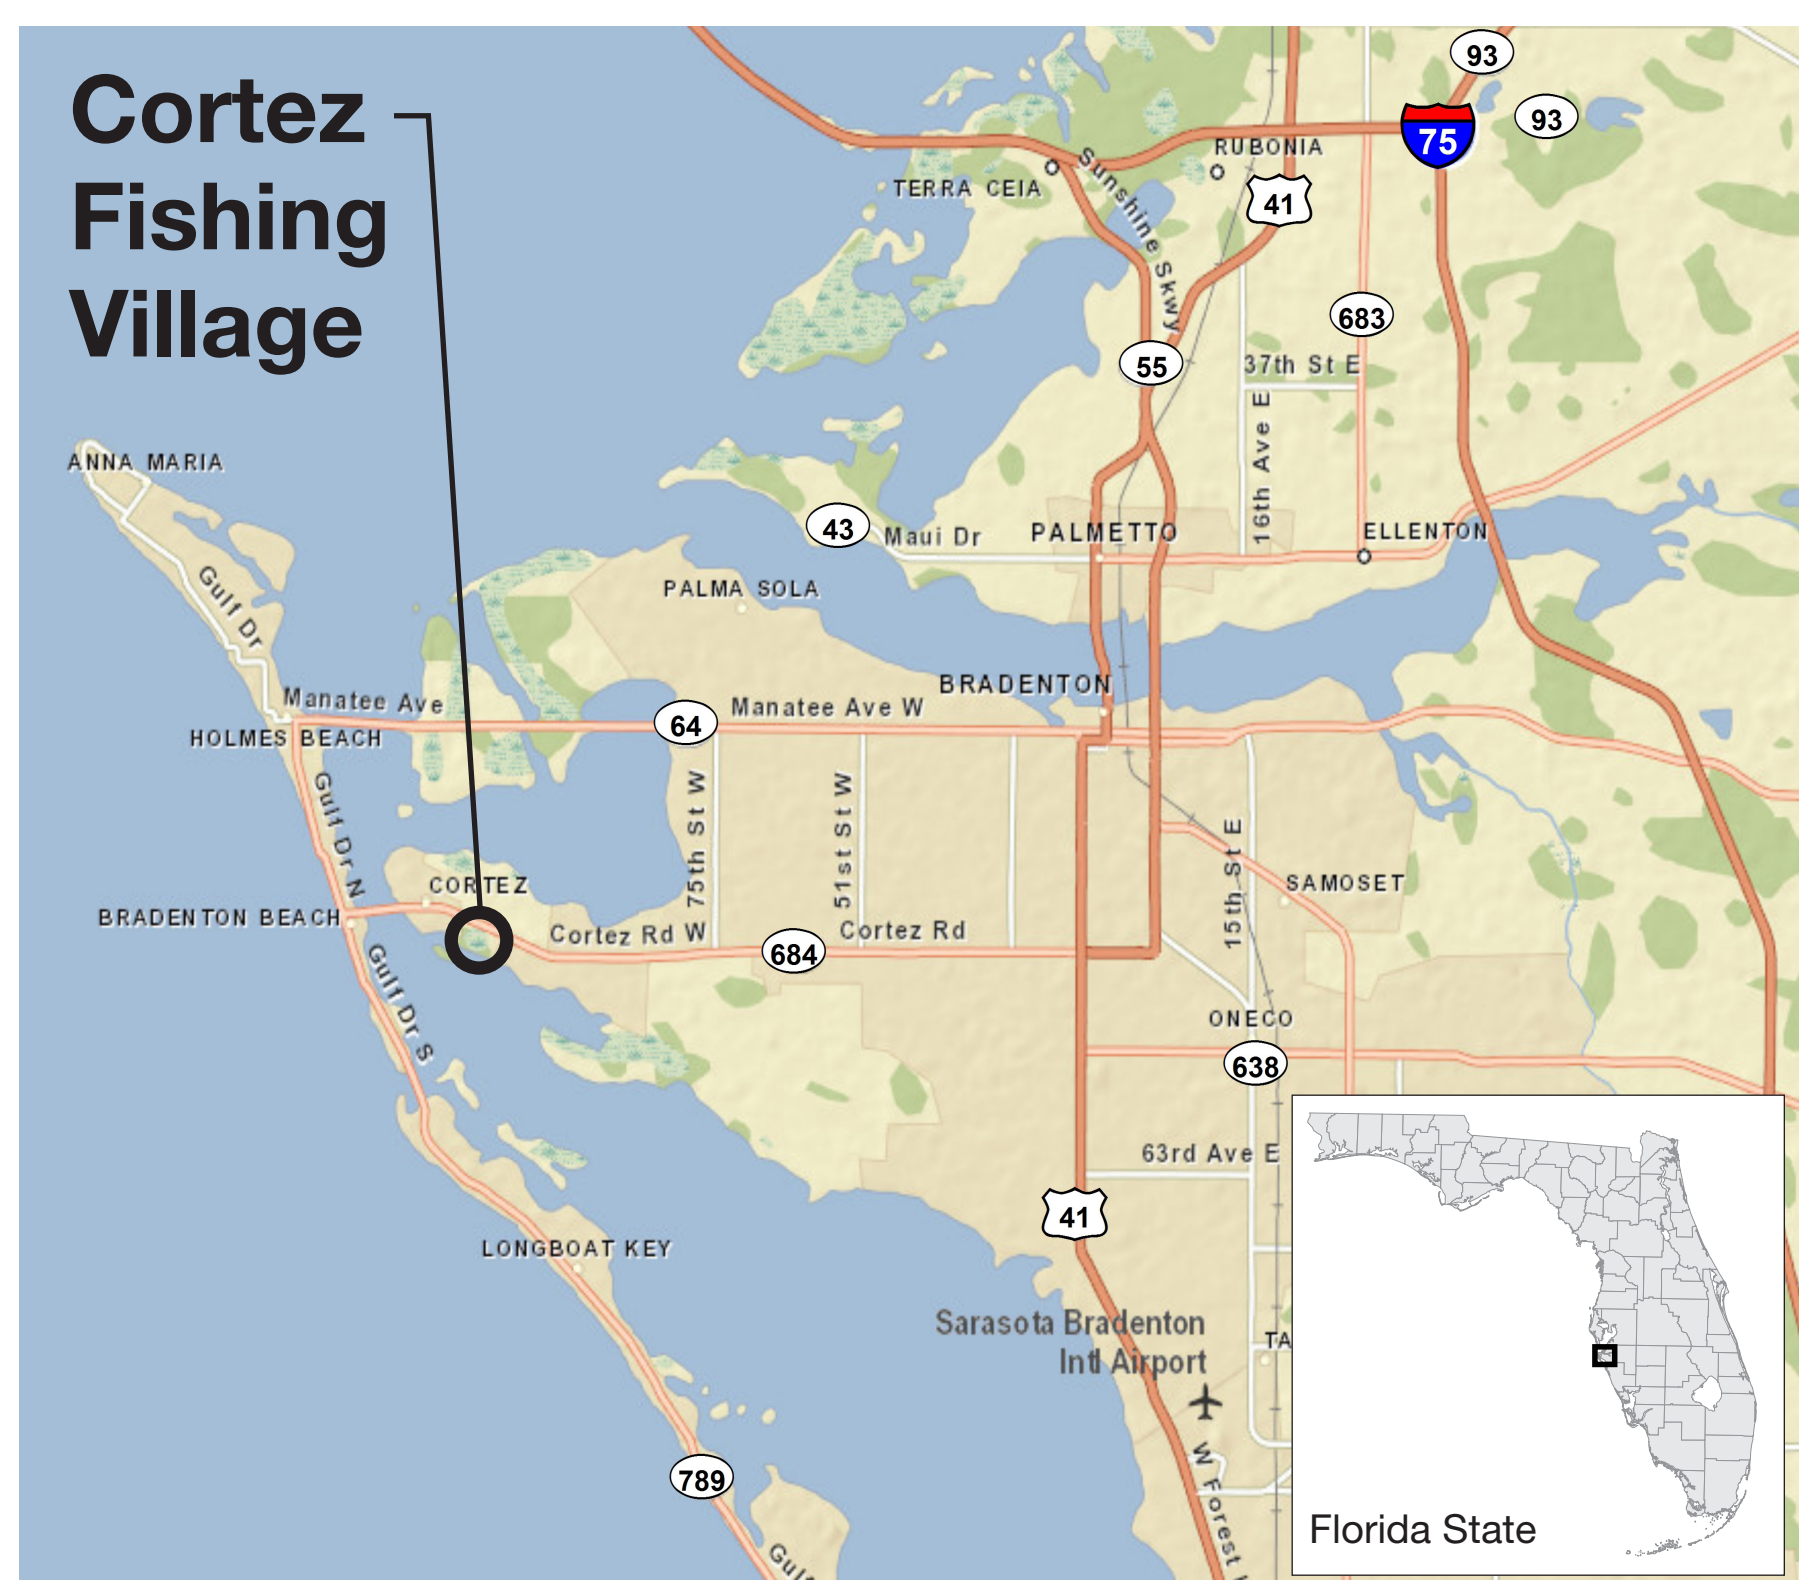 Cortez
Fishing
Village
93
93
75
RUBONIA
TERRA CEIA
Sunshine Skwy
41
683
55
37th St E
16th Ave E
ANNA MARIA
43
Maui Dr
PALMETTO
ELLENTON
Gulf Dr
PALMA SOLA
BRADENTON
Manatee Ave
64
Manatee Ave W
HOLMES BEACH
Gulf Dr N
75th St W
51st St W
15th St E
CORTEZ
SAMOSET
BRADENTON BEACH
Cortez Rd W
684
Cortez Rd
Gulf Dr S
ONECO
638
63rd Ave E
41
LONGBOAT KEY
Sarasota Bradenton
Intl Airport
TA
W Forest
789
Gulf
Florida State